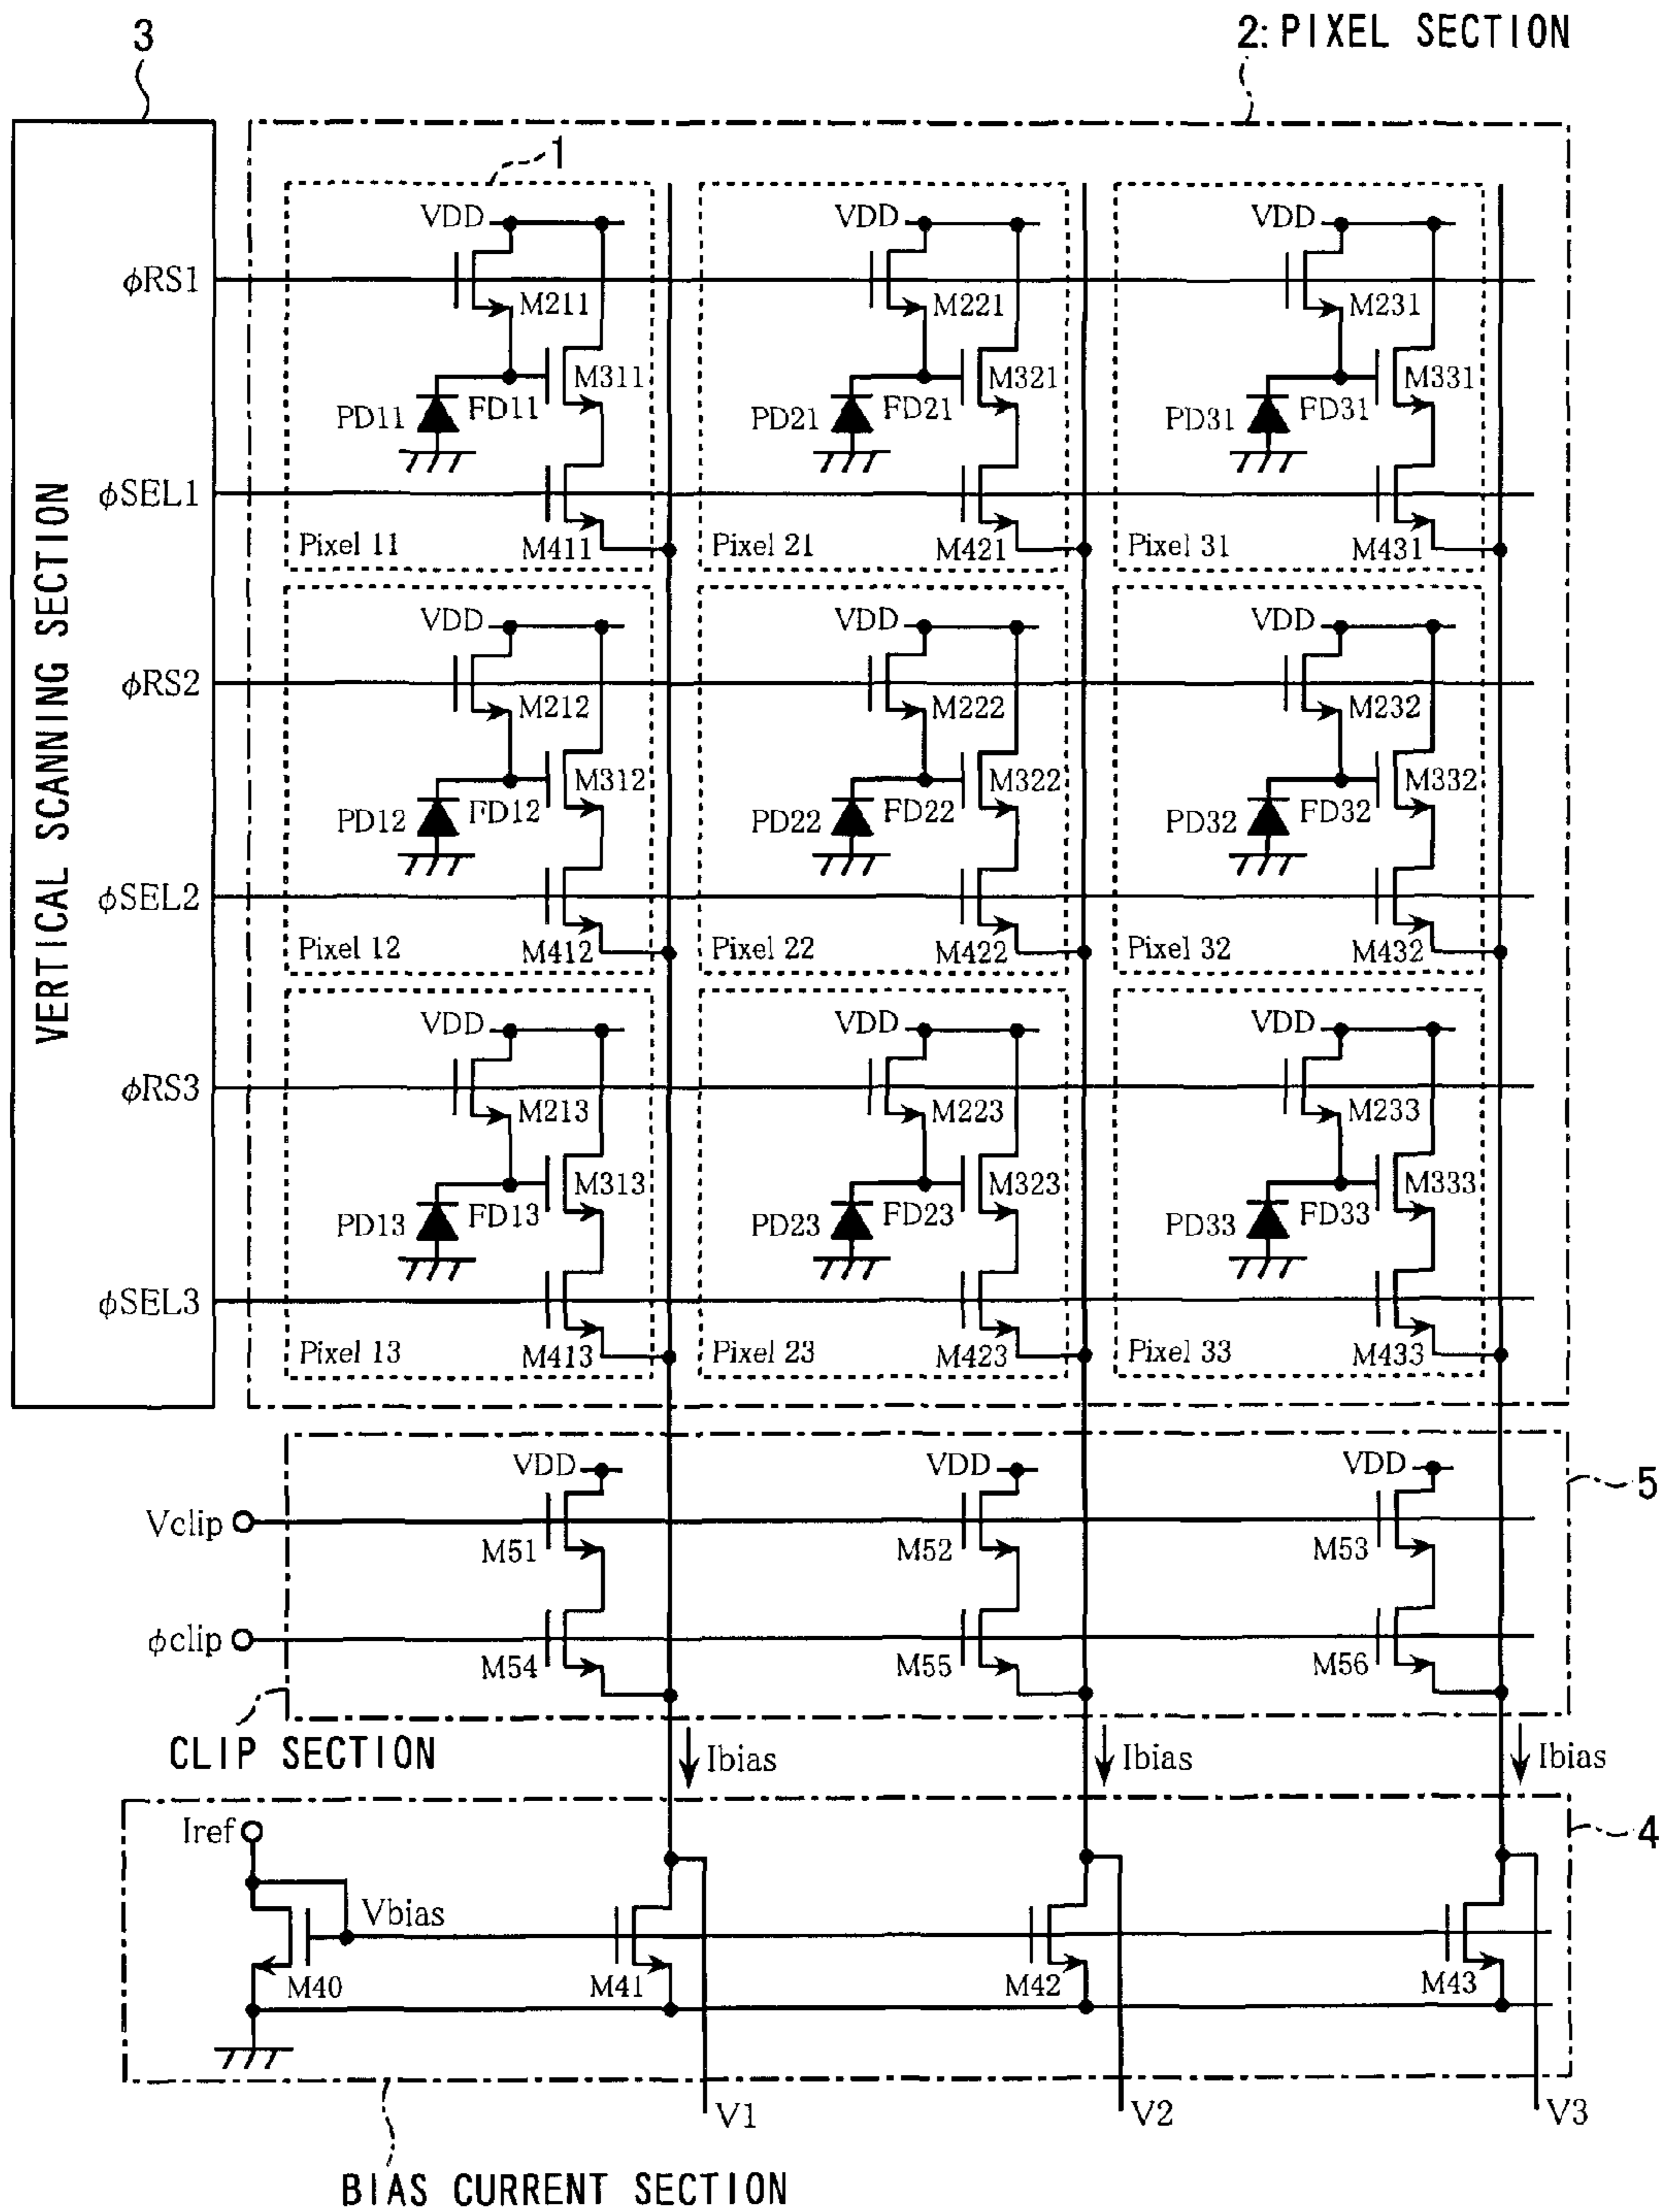 3
2: PIXEL SECTION
1
VERTICAL SCANNING SECTION
VDD VDD VDD
ϕRS1
M211 M221 M231
M311 M321 M331
PD11 FD11 PD21 FD21 PD31 FD31
ϕSEL1
Pixel 11 M411 Pixel 21 M421 Pixel 31 M431
VDD VDD VDD
ϕRS2
M212 M222 M232
M312 M322 M332
PD12 FD12 PD22 FD22 PD32 FD32
ϕSEL2
Pixel 12 M412 Pixel 22 M422 Pixel 32 M432
VDD VDD VDD
ϕRS3
M213 M223 M233
M313 M323 M333
PD13 FD13 PD23 FD23 PD33 FD33
ϕSEL3
Pixel 13 M413 Pixel 23 M423 Pixel 33 M433
VDD VDD VDD
5
Vclip
M51 M52 M53
ϕclip
M54 M55 M56
CLIP SECTION
Ibias Ibias Ibias
Iref
4
Vbias
M40 M41 M42 M43
V1 V2 V3
BIAS CURRENT SECTION